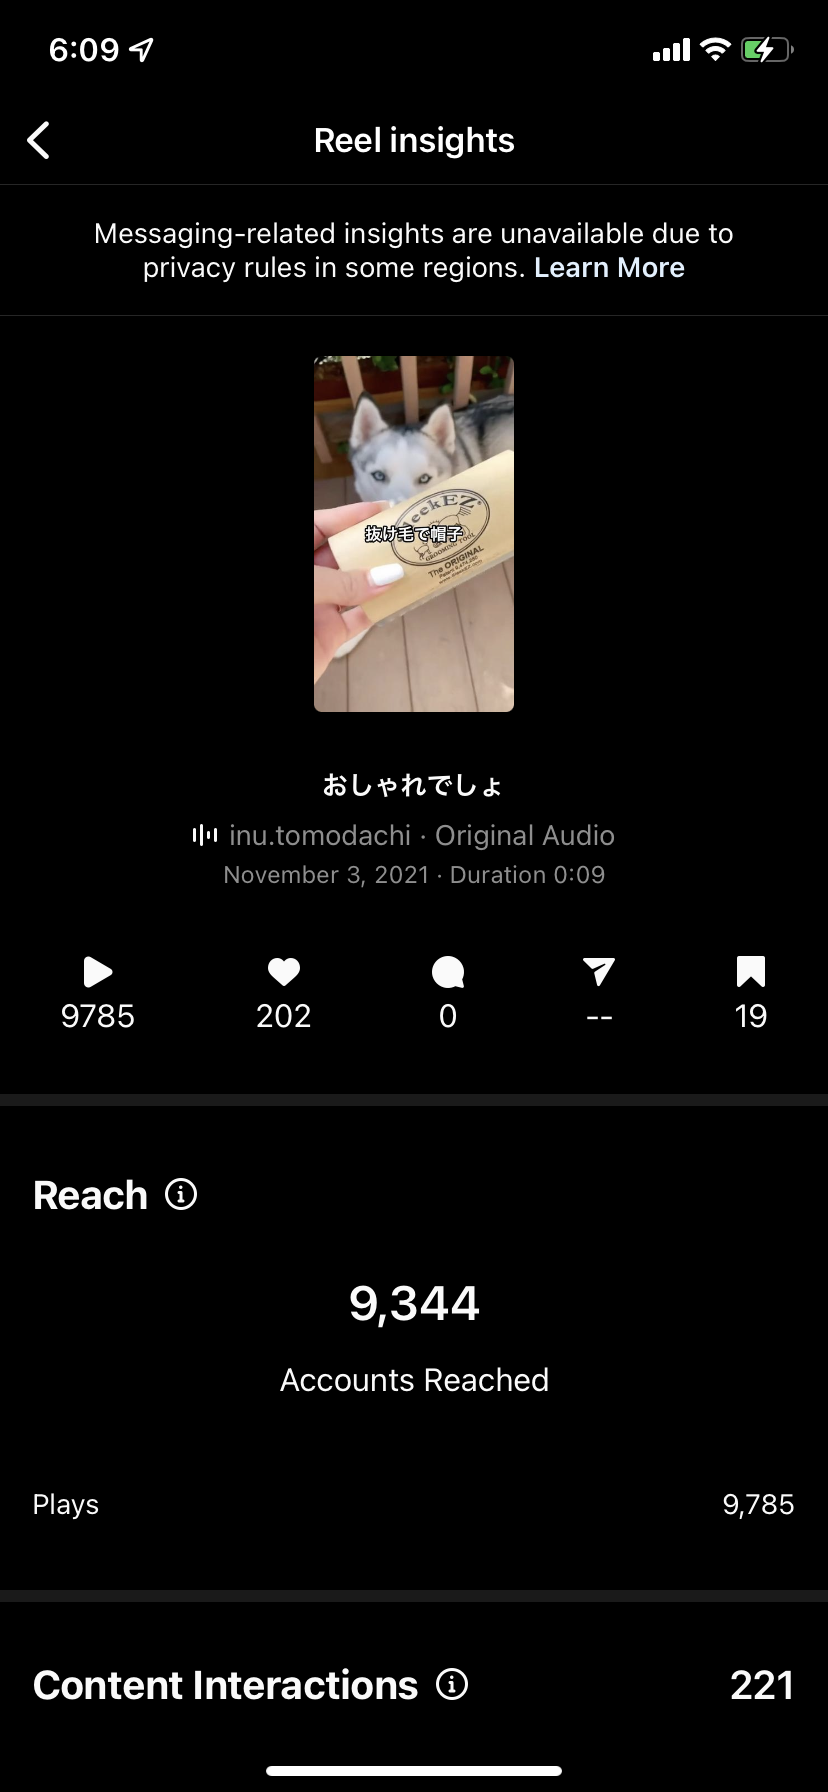 6:09
Reel insights
Messaging-related insights are unavailable due to
privacy rules in some regions. Learn More
eekEZ
抜け毛で帽子
GROOMING TOOL
The ORIGINAL
おしゃれでしょ
inu.tomodachi · Original Audio
November 3, 2021 · Duration 0:09
9785 202 0 -- 19
Reach
9,344
Accounts Reached
Plays 9,785
Content Interactions 221